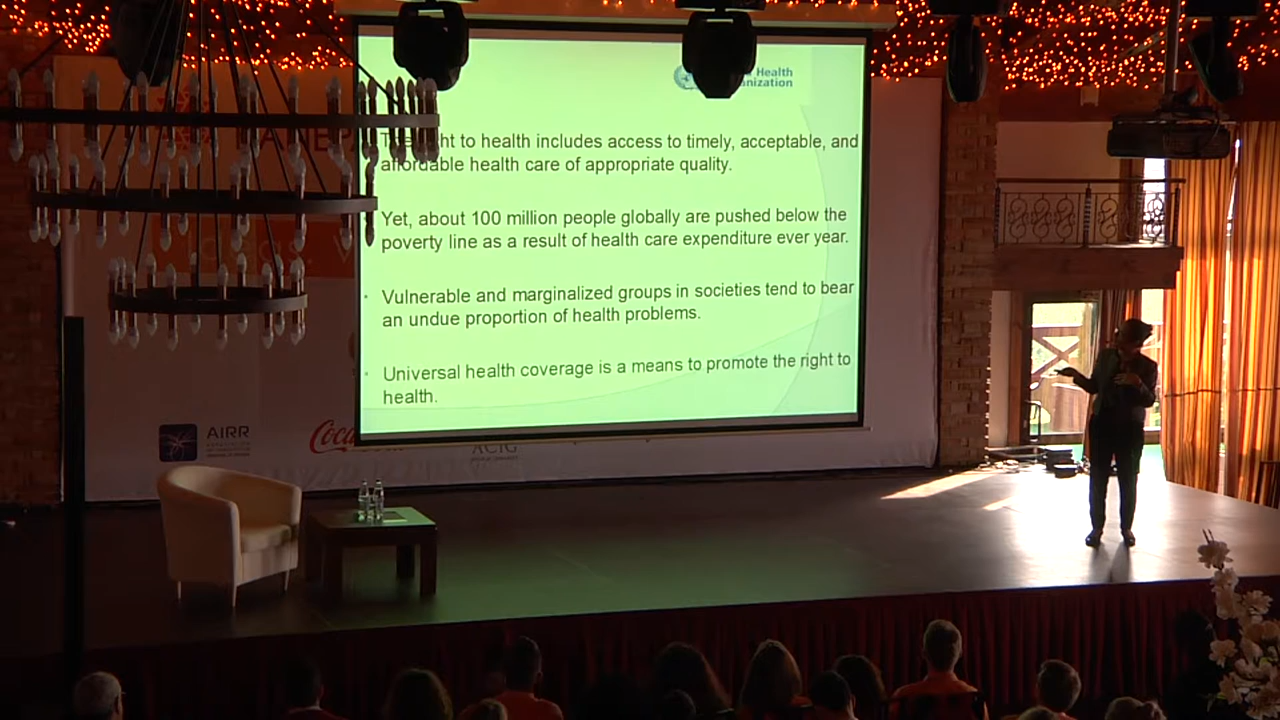 Health
The right to health includes access to timely, acceptable, and
affordable health care of appropriate quality.
Yet, about 100 million people globally are pushed below the
poverty line as a result of health care expenditure ever year.
• Vulnerable and marginalized groups in societies tend to bear
an undue proportion of health problems.
• Universal health coverage is a means to promote the right to
health.
AIRR
Coca
ACIG